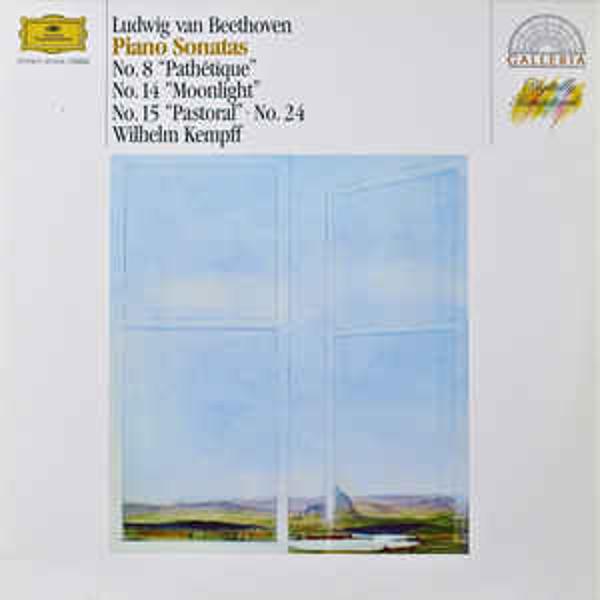 Ludwig van Beethoven
Piano Sonatas
No. 8 "Pathétique"
No. 14 "Moonlight"
No. 15 "Pastoral" · No. 24
Wilhelm Kempff
GALLERIA